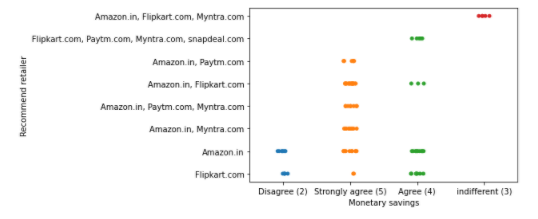 Amazon.in, Flipkart.com, Myntra.com
Flipkart.com, Paytm.com, Myntra.com, snapdeal.com
Amazon.in, Paytm.com
Amazon.in, Flipkart.com
Amazon.in, Paytm.com, Myntra.com
Amazon.in, Myntra.com
Amazon.in
Flipkart.com
Recommend retailer
Disagree (2) Strongly agree (5) Agree (4) indifferent (3)
Monetary savings